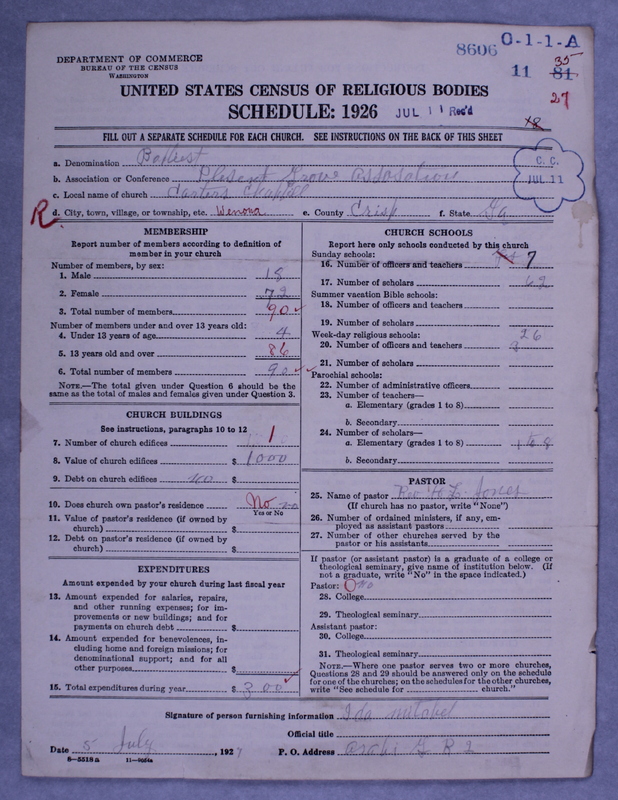 8606 O-1-1-A
35
11 81
27
DEPARTMENT OF COMMERCE
BUREAU OF THE CENSUS
WASHINGTON
UNITED STATES CENSUS OF RELIGIOUS BODIES
SCHEDULE: 1926 JUL 11 Rec'd
FILL OUT A SEPARATE SCHEDULE FOR EACH CHURCH. SEE INSTRUCTIONS ON THE BACK OF THIS SHEET
C. C.
JUL 11
a. Denomination
b. Association or Conference Plesent Grove
c. Local name of church Carters
R d. City, town, village, or township, etc. Wenona e. County Crisp f. State Ga
MEMBERSHIP
Report number of members according to definition of
member in your church
Number of members, by sex:
1. Male 18
2. Female 72
3. Total number of members 90
Number of members under and over 13 years old:
4. Under 13 years of age 4
5. 13 years old and over 86
6. Total number of members 90
NOTE.—The total given under Question 6 should be the
same as the total of males and females given under Question 3.
CHURCH BUILDINGS
See instructions, paragraphs 10 to 12
7. Number of church edifices 1
8. Value of church edifices $ 1000
9. Debt on church edifices $
10. Does church own pastor's residence? No
Yes or No
11. Value of pastor's residence (if owned by
church) $
12. Debt on pastor's residence (if owned by
church) $
EXPENDITURES
Amount expended by your church during last fiscal year
13. Amount expended for salaries, repairs,
and other running expenses; for im-
provements or new buildings; and for
payments on church debt $
14. Amount expended for benevolences, in-
cluding home and foreign missions; for
denominational support; and for all
other purposes $
15. Total expenditures during year $ 300
CHURCH SCHOOLS
Report here only schools conducted by this church
Sunday schools:
16. Number of officers and teachers 7
17. Number of scholars 62
Summer vacation Bible schools:
18. Number of officers and teachers
19. Number of scholars
Week-day religious schools: 26
20. Number of officers and teachers
21. Number of scholars
Parochial schools:
22. Number of administrative officers
23. Number of teachers—
a. Elementary (grades 1 to 8)
b. Secondary
24. Number of scholars—
a. Elementary (grades 1 to 8) 1 to 8
b. Secondary
PASTOR
25. Name of pastor Rev. H. L. Jones
(If church has no pastor, write "None")
26. Number of ordained ministers, if any, em-
ployed as assistant pastors
27. Number of other churches served by the
pastor or his assistants
If pastor (or assistant pastor) is a graduate of a college or
theological seminary, give name of institution below. (If
not a graduate, write "No" in the space indicated.)
Pastor: No
28. College
29. Theological seminary
Assistant pastor:
30. College
31. Theological seminary
NOTE.—Where one pastor serves two or more churches,
Questions 28 and 29 should be answered only on the schedule
for one of the churches; on the schedules for the other churches,
write "See schedule for church."
Signature of person furnishing information Ida
Official title
Date 5 July, 1927 P. O. Address
8—5518a 11—9054a